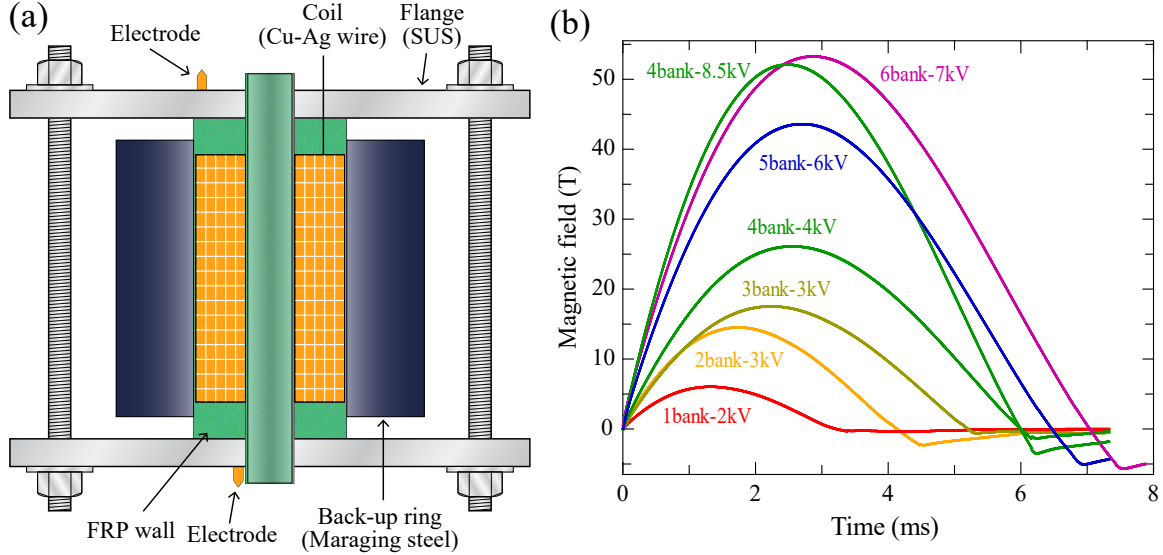 (a)
Electrode
Coil
(Cu-Ag wire)
Flange
(SUS)
FRP wall
Electrode
Back-up ring
(Maraging steel)
(b)
Magnetic field (T)
50
40
30
20
10
0
4bank-8.5kV
6bank-7kV
5bank-6kV
4bank-4kV
3bank-3kV
2bank-3kV
1bank-2kV
0 2 4 6 8
Time (ms)